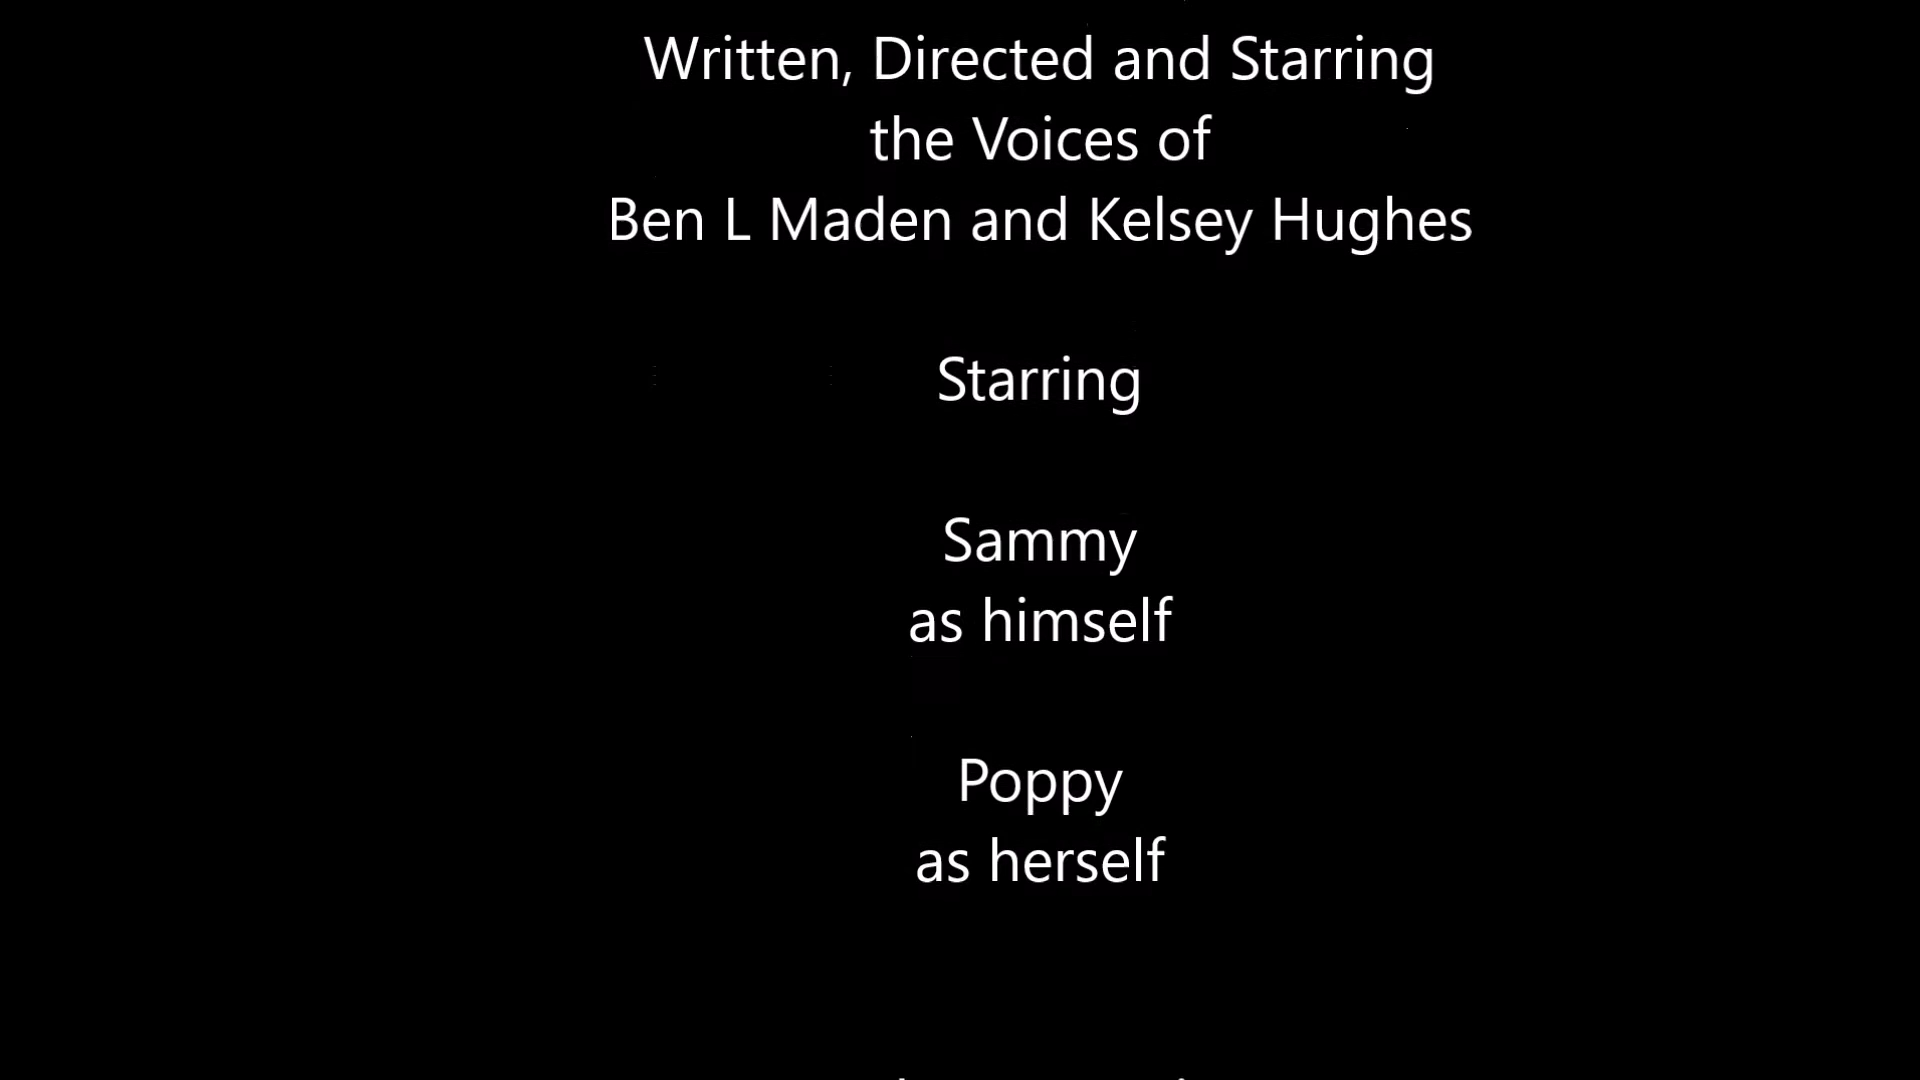 Written, Directed and Starring
the Voices of
Ben L Maden and Kelsey Hughes
Starring
Sammy
as himself
Poppy
as herself